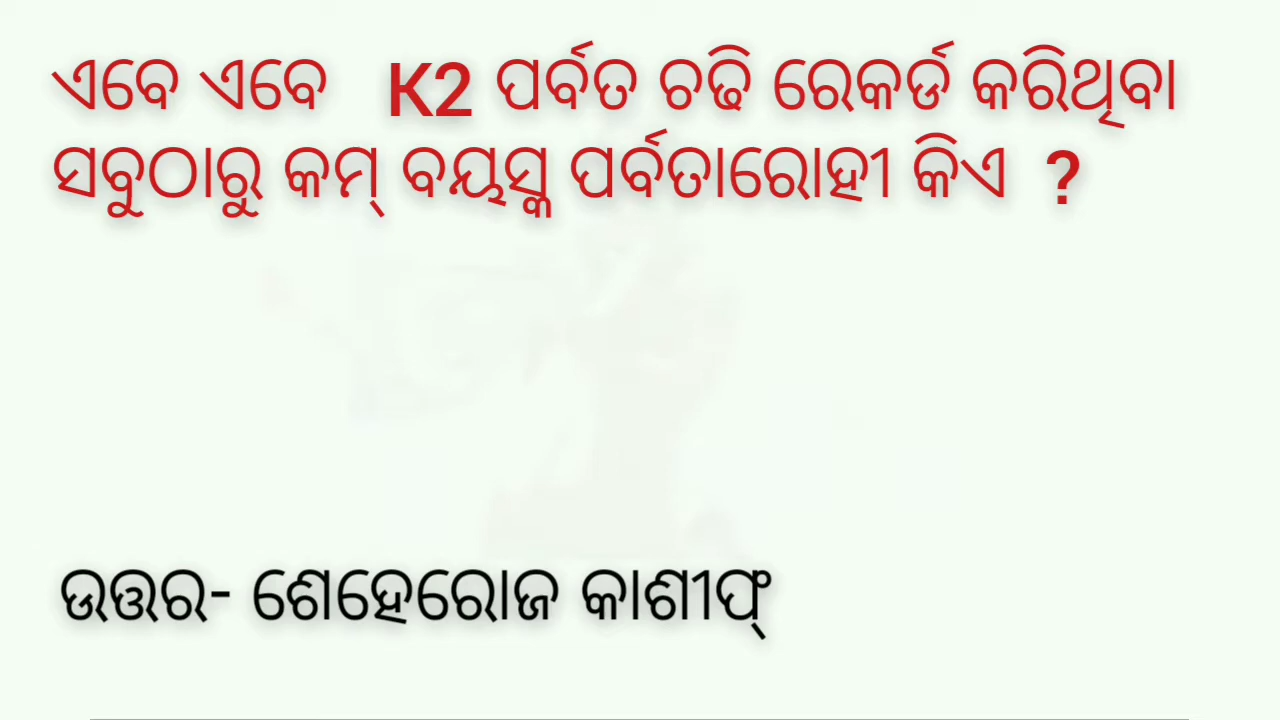 ଏବେ ଏବେ K2 ପର୍ବତ ଚଢି ରେକର୍ଡ କରିଥିବା
ସବୁଠାରୁ କମ୍ ବୟସ୍କ ପର୍ବତାରୋହୀ କିଏ ?
ଉତ୍ତର- ଶେହେରୋଜ କାଶୀଫ୍